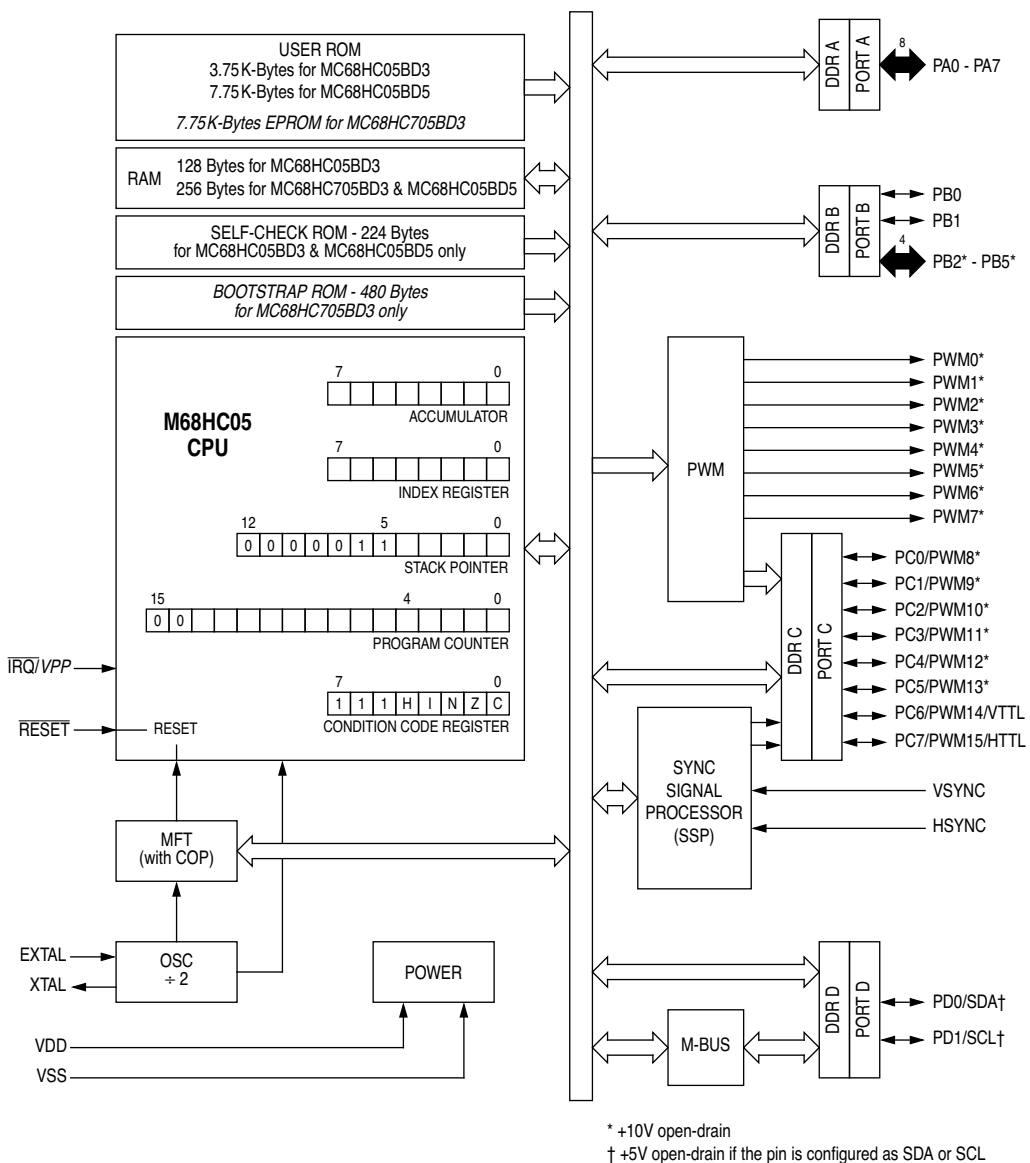 USER ROM
3.75K-Bytes for MC68HC05BD3
7.75K-Bytes for MC68HC05BD5
7.75K-Bytes EPROM for MC68HC705BD3
RAM
128 Bytes for MC68HC05BD3
256 Bytes for MC68HC705BD3 & MC68HC05BD5
SELF-CHECK ROM - 224 Bytes
for MC68HC05BD3 & MC68HC05BD5 only
BOOTSTRAP ROM - 480 Bytes
for MC68HC705BD3 only
M68HC05
CPU
7 0
ACCUMULATOR
7 0
INDEX REGISTER
12 5 0
0 0 0 0 0 1 1
STACK POINTER
15 4 0
0 0
PROGRAM COUNTER
7 0
1 1 1 H I N Z C
CONDITION CODE REGISTER
IRQ/VPP
RESET
RESET
MFT
(with COP)
EXTAL
XTAL
OSC
÷ 2
POWER
VDD
VSS
DDR A
PORT A
8
PA0 - PA7
DDR B
PORT B
PB0
PB1
4
PB2* - PB5*
PWM
PWM0*
PWM1*
PWM2*
PWM3*
PWM4*
PWM5*
PWM6*
PWM7*
DDR C
PORT C
PC0/PWM8*
PC1/PWM9*
PC2/PWM10*
PC3/PWM11*
PC4/PWM12*
PC5/PWM13*
PC6/PWM14/VTTL
PC7/PWM15/HTTL
SYNC
SIGNAL
PROCESSOR
(SSP)
VSYNC
HSYNC
DDR D
PORT D
M-BUS
PD0/SDA†
PD1/SCL†
* +10V open-drain
† +5V open-drain if the pin is configured as SDA or SCL